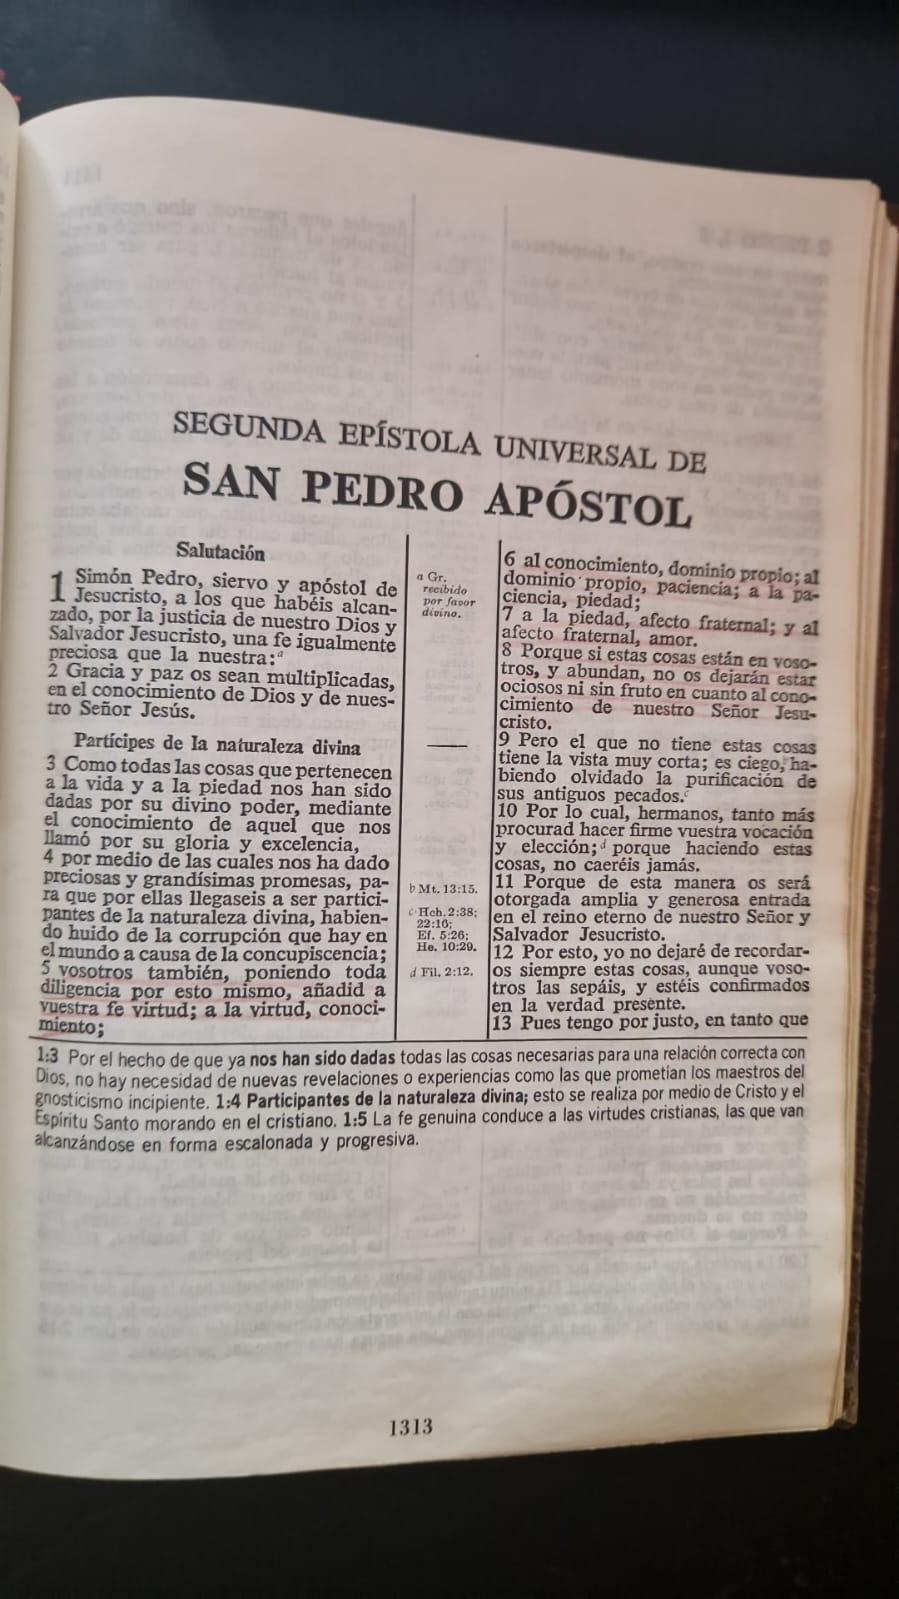 SEGUNDA EPÍSTOLA UNIVERSAL DE
SAN PEDRO APÓSTOL
Salutación
1 Simón Pedro, siervo y apóstol de
Jesucristo, a los que habéis alcan-
zado, por la justicia de nuestro Dios y
Salvador Jesucristo, una fe igualmente
preciosa que la nuestra:a
2 Gracia y paz os sean multiplicadas,
en el conocimiento de Dios y de nues-
tro Señor Jesús.
Partícipes de la naturaleza divina
3 Como todas las cosas que pertenecen
a la vida y a la piedad nos han sido
dadas por su divino poder, mediante
el conocimiento de aquel que nos
llamó por su gloria y excelencia,
4 por medio de las cuales nos ha dado
preciosas y grandísimas promesas, pa-
ra que por ellas llegaseis a ser partici-
pantes de la naturaleza divina, habien-
do huido de la corrupción que hay en
el mundo a causa de la concupiscencia;
5 vosotros también, poniendo toda
diligencia por esto mismo, añadid a
vuestra fe virtud; a la virtud, conoci-
miento;
a Gr.
recibido
por favor
divino.
b Mt. 13:15.
c Hch. 2:38;
22:16;
Ef. 5:26;
He. 10:29.
d Fil. 2:12.
6 al conocimiento, dominio propio; al
dominio propio, paciencia; a la pa-
ciencia, piedad;
7 a la piedad, afecto fraternal; y al
afecto fraternal, amor.
8 Porque si estas cosas están en voso-
tros, y abundan, no os dejarán estar
ociosos ni sin fruto en cuanto al cono-
cimiento de nuestro Señor Jesu-
cristo.
9 Pero el que no tiene estas cosas
tiene la vista muy corta; es ciego, ha-
biendo olvidado la purificación de
sus antiguos pecados.c
10 Por lo cual, hermanos, tanto más
procurad hacer firme vuestra vocación
y elección;d porque haciendo estas
cosas, no caeréis jamás.
11 Porque de esta manera os será
otorgada amplia y generosa entrada
en el reino eterno de nuestro Señor y
Salvador Jesucristo.
12 Por esto, yo no dejaré de recordar-
os siempre estas cosas, aunque voso-
tros las sepáis, y estéis confirmados
en la verdad presente.
13 Pues tengo por justo, en tanto que
1:3 Por el hecho de que ya nos han sido dadas todas las cosas necesarias para una relación correcta con
Dios, no hay necesidad de nuevas revelaciones o experiencias como las que prometían los maestros del
gnosticismo incipiente. 1:4 Participantes de la naturaleza divina; esto se realiza por medio de Cristo y el
Espíritu Santo morando en el cristiano. 1:5 La fe genuina conduce a las virtudes cristianas, las que van
alcanzándose en forma escalonada y progresiva.
1313